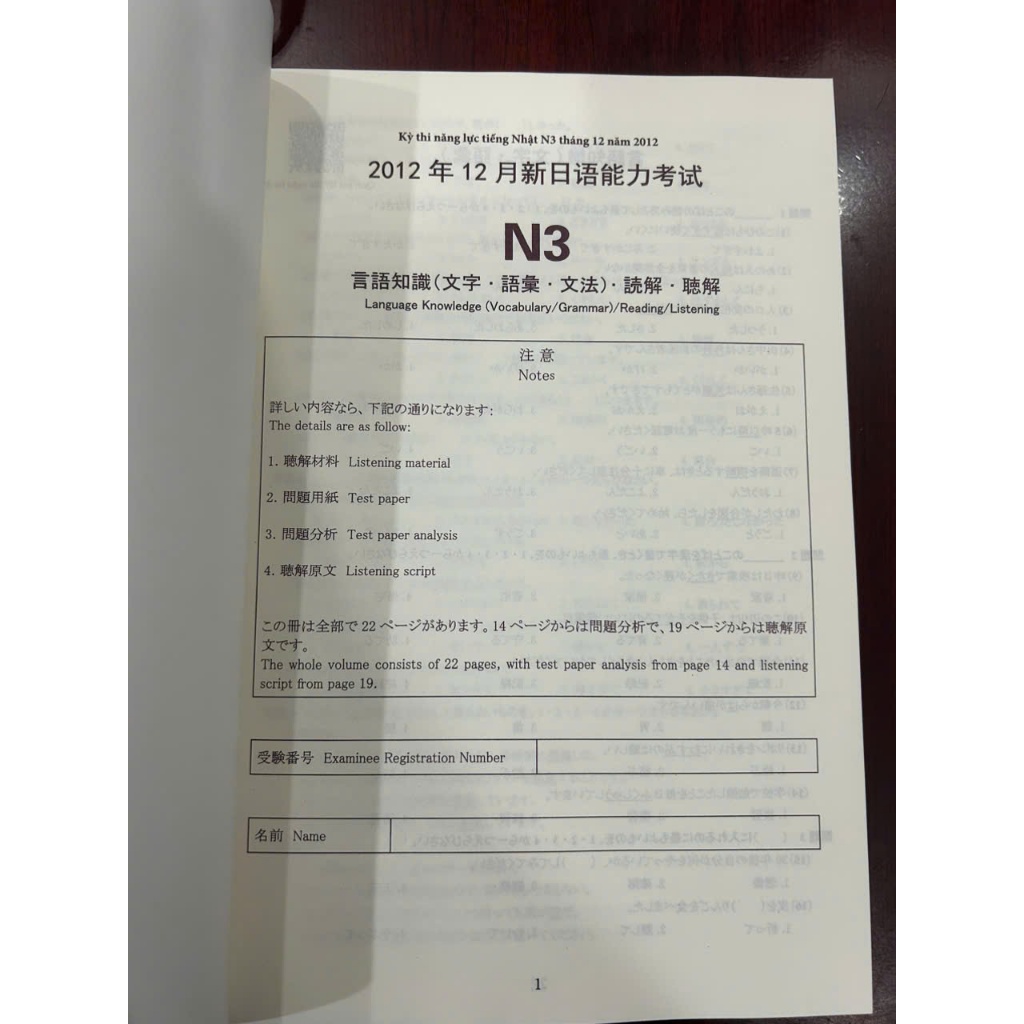 Kỳ thi năng lực tiếng Nhật N3 tháng 12 năm 2012
2012 年 12 月新日语能力考试
N3
言語知識(文字・語彙・文法)・読解・聴解
Language Knowledge (Vocabulary/Grammar)/Reading/Listening
注意
Notes
詳しい内容なら、下記の通りになります:
The details are as follow:
1. 聴解材料 Listening material
2. 問題用紙 Test paper
3. 問題分析 Test paper analysis
4. 聴解原文 Listening script
この冊は全部で 22 ページがあります。14 ページからは問題分析で、19 ページからは聴解原
文です。
The whole volume consists of 22 pages, with test paper analysis from page 14 and listening
script from page 19.
受験番号 Examinee Registration Number
名前 Name
1